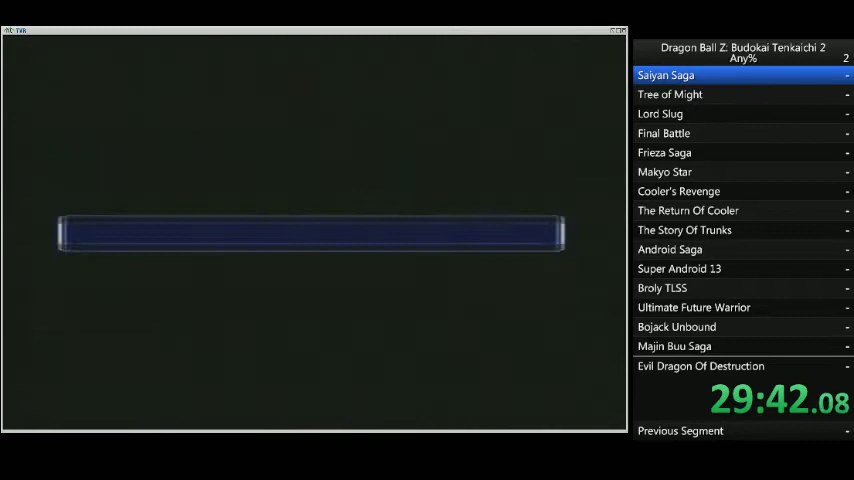 TVR
Dragon Ball Z: Budokai Tenkaichi 2
Any% 2
Saiyan Saga -
Tree of Might -
Lord Slug -
Final Battle -
Frieza Saga -
Makyo Star -
Cooler's Revenge -
The Return Of Cooler -
The Story Of Trunks -
Android Saga -
Super Android 13 -
Broly TLSS -
Ultimate Future Warrior -
Bojack Unbound -
Majin Buu Saga -
Evil Dragon Of Destruction -
29:42.08
Previous Segment -